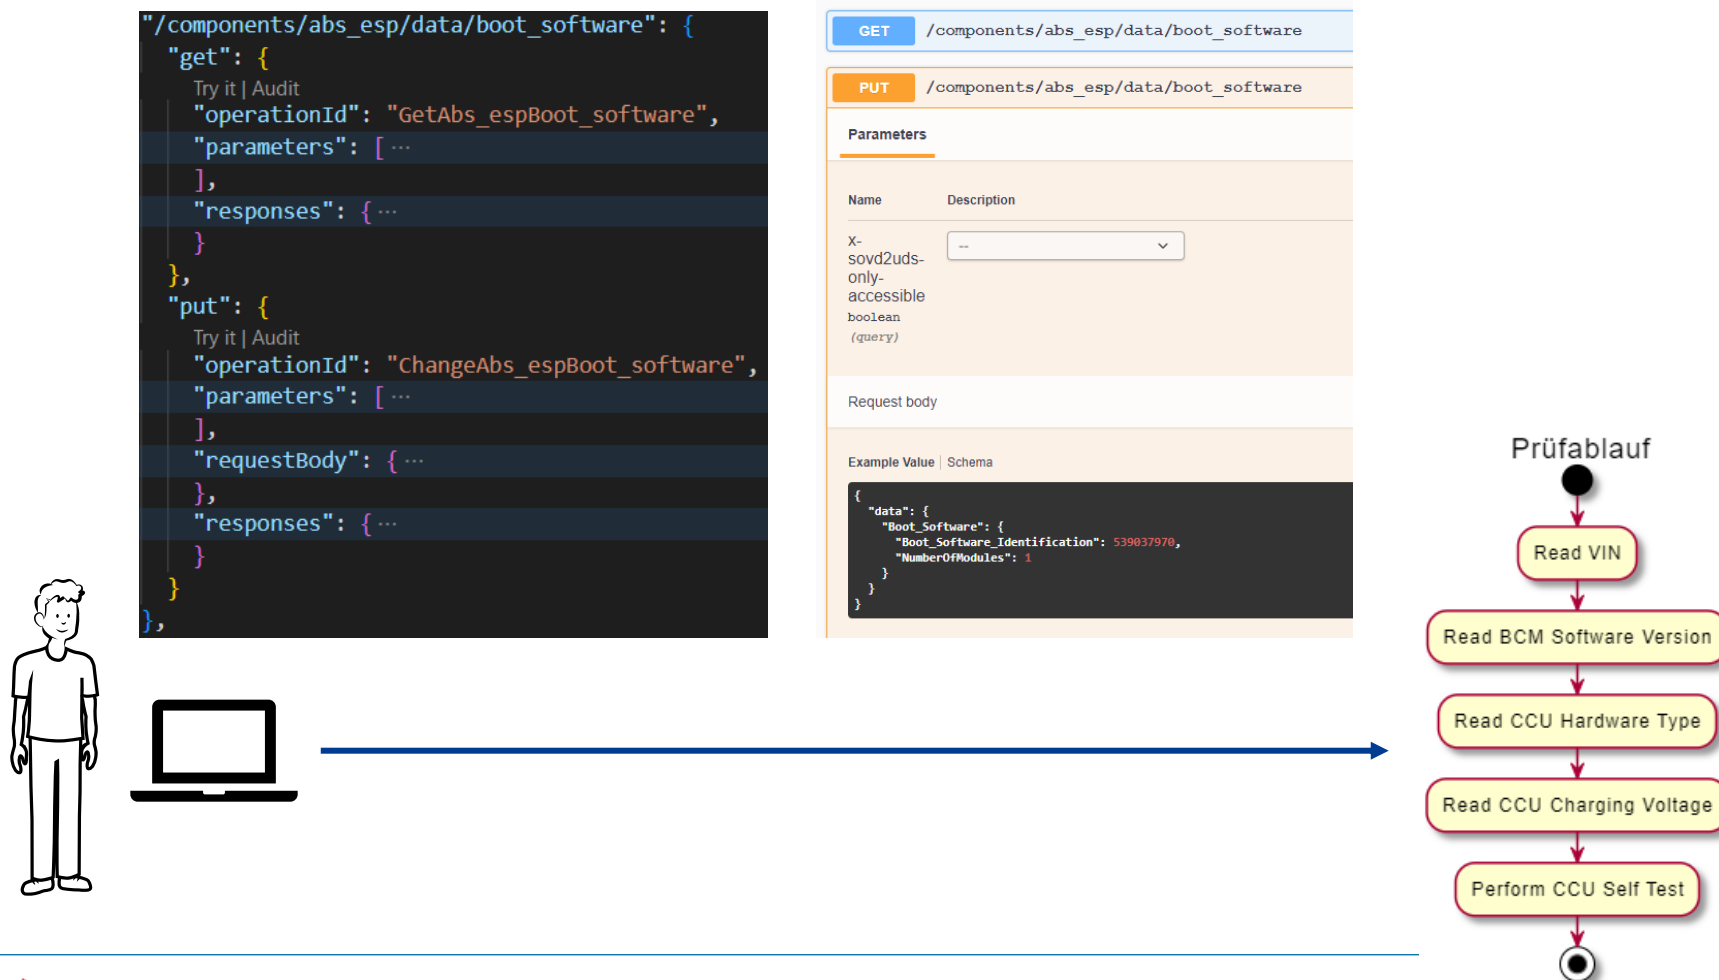 "/components/abs_esp/data/boot_software": {
"get": {
Try it | Audit
"operationId": "GetAbs_espBoot_software",
"parameters": [ ...
],
"responses": { ...
}
},
"put": {
Try it | Audit
"operationId": "ChangeAbs_espBoot_software",
"parameters": [ ...
],
"requestBody": { ...
},
"responses": { ...
}
}
},
GET /components/abs_esp/data/boot_software
PUT /components/abs_esp/data/boot_software
Parameters
Name Description
x-
sovd2uds-
only-
accessible
boolean
(query)
--
Request body
Example Value | Schema
{
"data": {
"Boot_Software": {
"Boot_Software_Identification": 539037970,
"NumberOfModules": 1
}
}
}
Prüfablauf
Read VIN
Read BCM Software Version
Read CCU Hardware Type
Read CCU Charging Voltage
Perform CCU Self Test